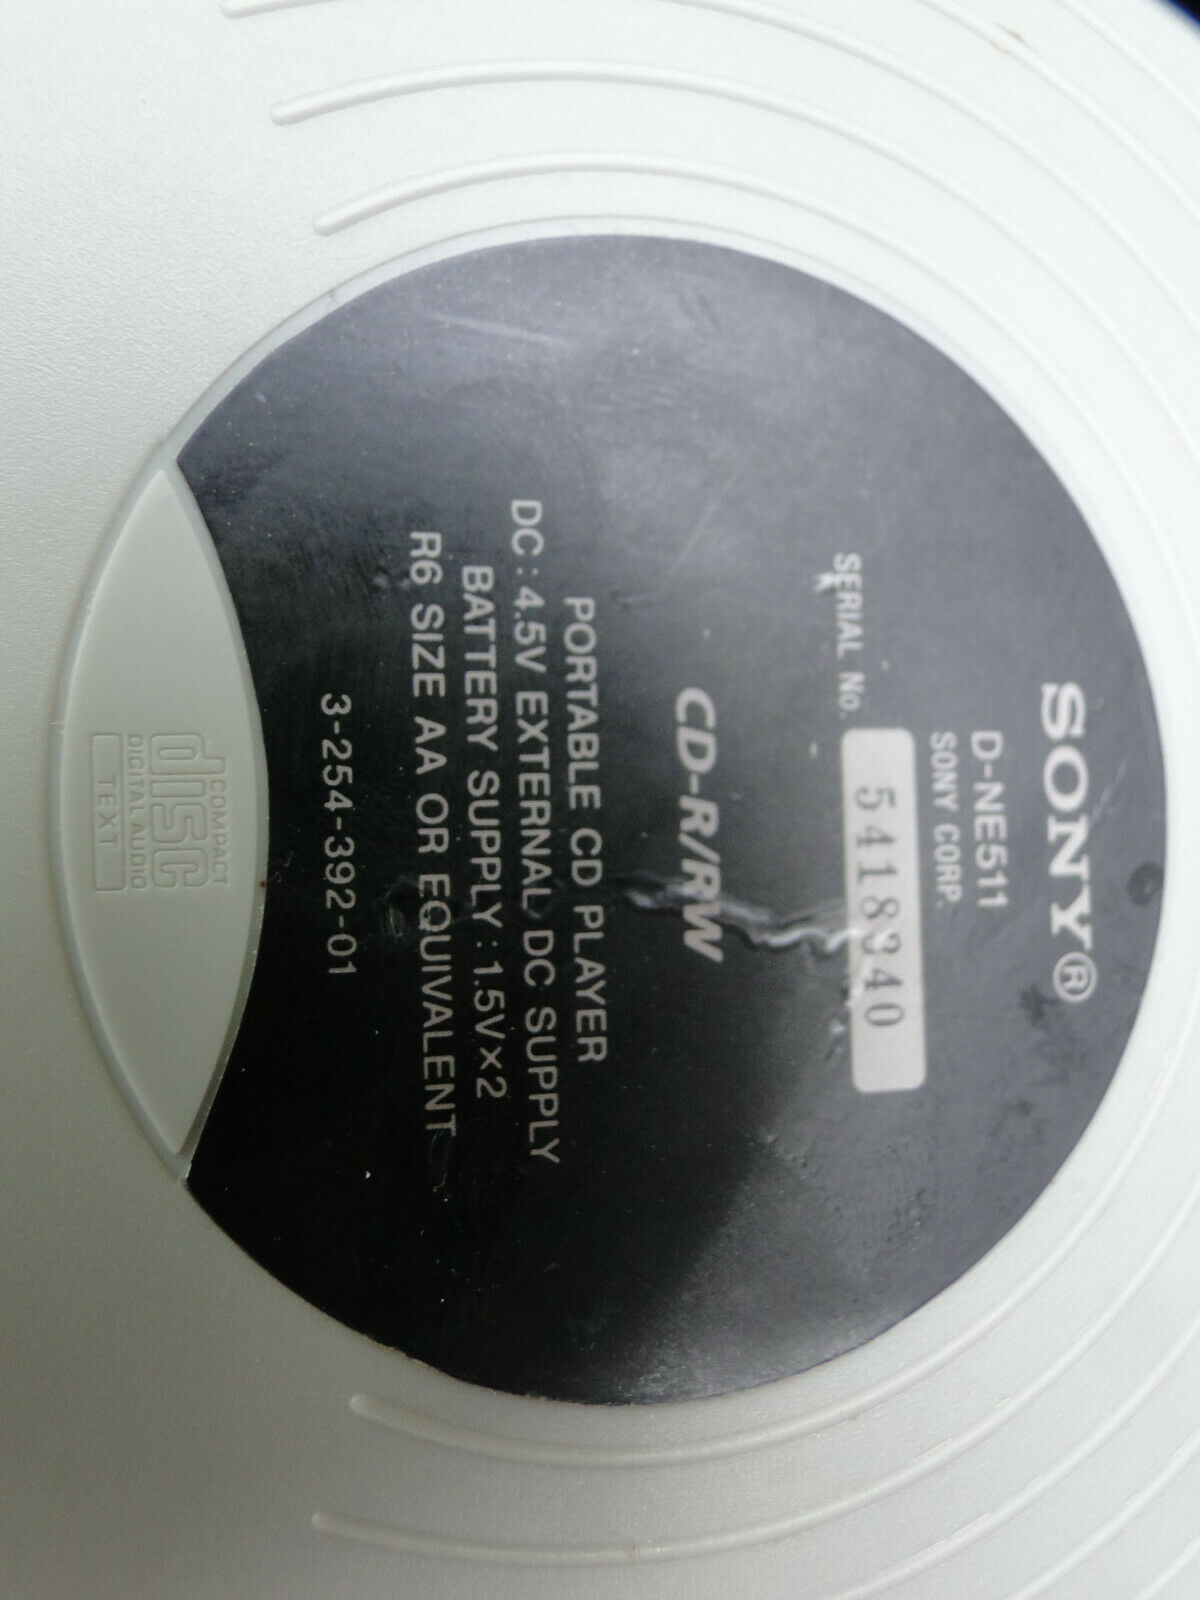 SONY®
D-NE511
SONY CORP.
SERIAL No. 5418340
CD-R/RW
PORTABLE CD PLAYER
DC : 4.5V EXTERNAL DC SUPPLY
BATTERY SUPPLY : 1.5V×2
R6 SIZE AA OR EQUIVALENT
3-254-392-01
COMPACT
disc
DIGITAL AUDIO
TEXT